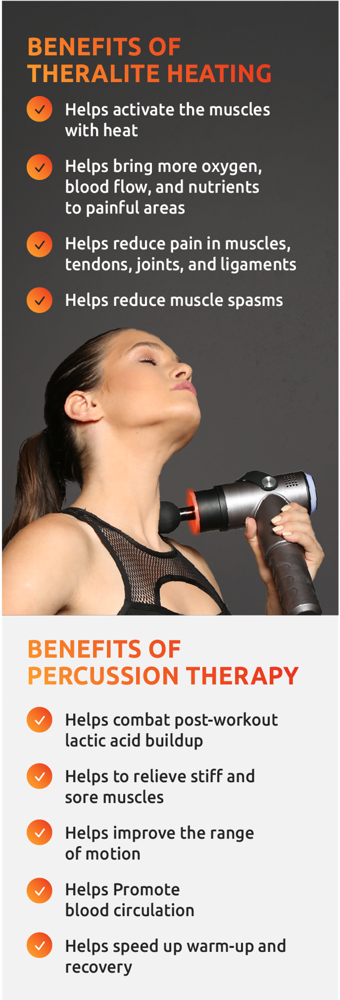 BENEFITS OF
THERALITE HEATING
Helps activate the muscles
with heat
Helps bring more oxygen,
blood flow, and nutrients
to painful areas
Helps reduce pain in muscles,
tendons, joints, and ligaments
Helps reduce muscle spasms
BENEFITS OF
PERCUSSION THERAPY
Helps combat post-workout
lactic acid buildup
Helps to relieve stiff and
sore muscles
Helps improve the range
of motion
Helps Promote
blood circulation
Helps speed up warm-up and
recovery